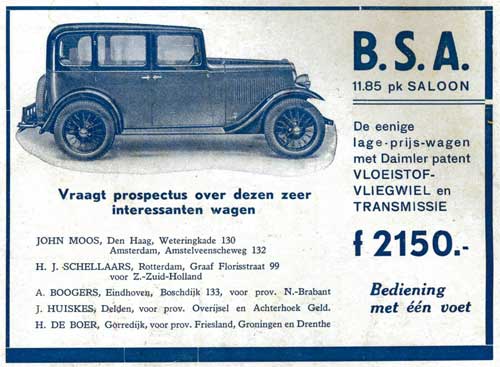 B.S.A.
11.85 pk SALOON
De eenige
lage-prijs-wagen
met Daimler patent
VLOEISTOF-
VLIEGWIEL en
TRANSMISSIE
f 2150.-
Bediening
met één voet
Vraagt prospectus over dezen zeer
interessanten wagen
JOHN MOOS, Den Haag, Weteringkade 130
Amsterdam, Amstelveenscheweg 132
H. J. SCHELLAARS, Rotterdam, Graaf Florisstraat 99
voor Z.-Zuid-Holland
A. BOOGERS, Eindhoven, Boschdijk 133, voor prov. N.-Brabant
J. HUISKES, Delden, voor prov. Overijsel en Achterhoek Geld.
H. DE BOER, Gorredijk, voor prov. Friesland, Groningen en Drenthe